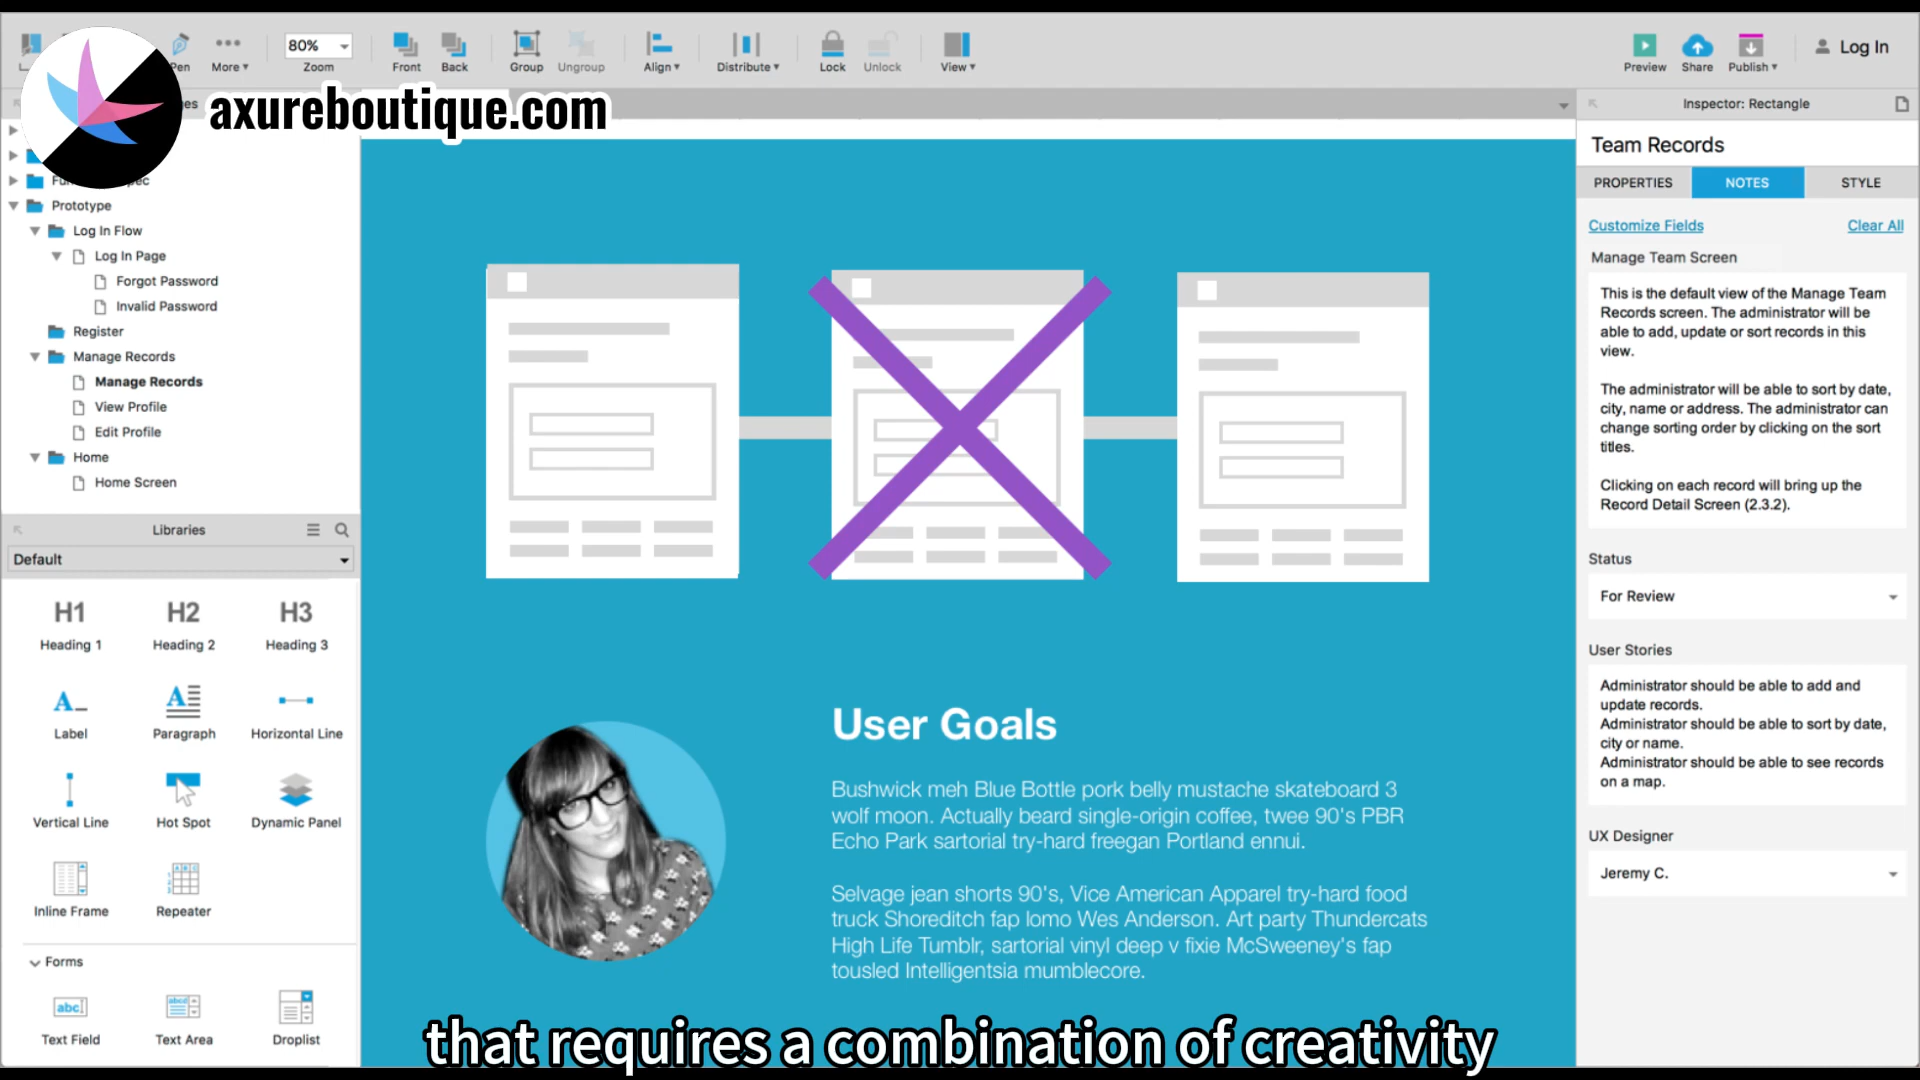 Pen
More
80%
Zoom
Front
Back
Group
Ungroup
Align
Distribute
Lock
Unlock
View
Preview
Share
Publish
Log In
axureboutique.com
Inspector: Rectangle
Team Records
PROPERTIES
NOTES
STYLE
Customize Fields
Clear All
Manage Team Screen
This is the default view of the Manage Team
Records screen. The administrator will be
able to add, update or sort records in this
view.
The administrator will be able to sort by date,
city, name or address. The administrator can
change sorting order by clicking on the sort
titles.
Clicking on each record will bring up the
Record Detail Screen (2.3.2).
Status
For Review
User Stories
Administrator should be able to add and
update records.
Administrator should be able to sort by date,
city or name.
Administrator should be able to see records
on a map.
UX Designer
Jeremy C.
Prototype
Log In Flow
Log In Page
Forgot Password
Invalid Password
Register
Manage Records
Manage Records
View Profile
Edit Profile
Home
Home Screen
Libraries
Default
H1
H2
H3
Heading 1
Heading 2
Heading 3
Label
Paragraph
Horizontal Line
Vertical Line
Hot Spot
Dynamic Panel
Inline Frame
Repeater
Forms
Text Field
Text Area
Droplist
User Goals
Bushwick meh Blue Bottle pork belly mustache skateboard 3
wolf moon. Actually beard single-origin coffee, twee 90's PBR
Echo Park sartorial try-hard freegan Portland ennui.
Selvage jean shorts 90's, Vice American Apparel try-hard food
truck Shoreditch fap lomo Wes Anderson. Art party Thundercats
High Life Tumblr, sartorial vinyl deep v fixie McSweeney's fap
tousled Intelligentsia mumblecore.
that requires a combination of creativity